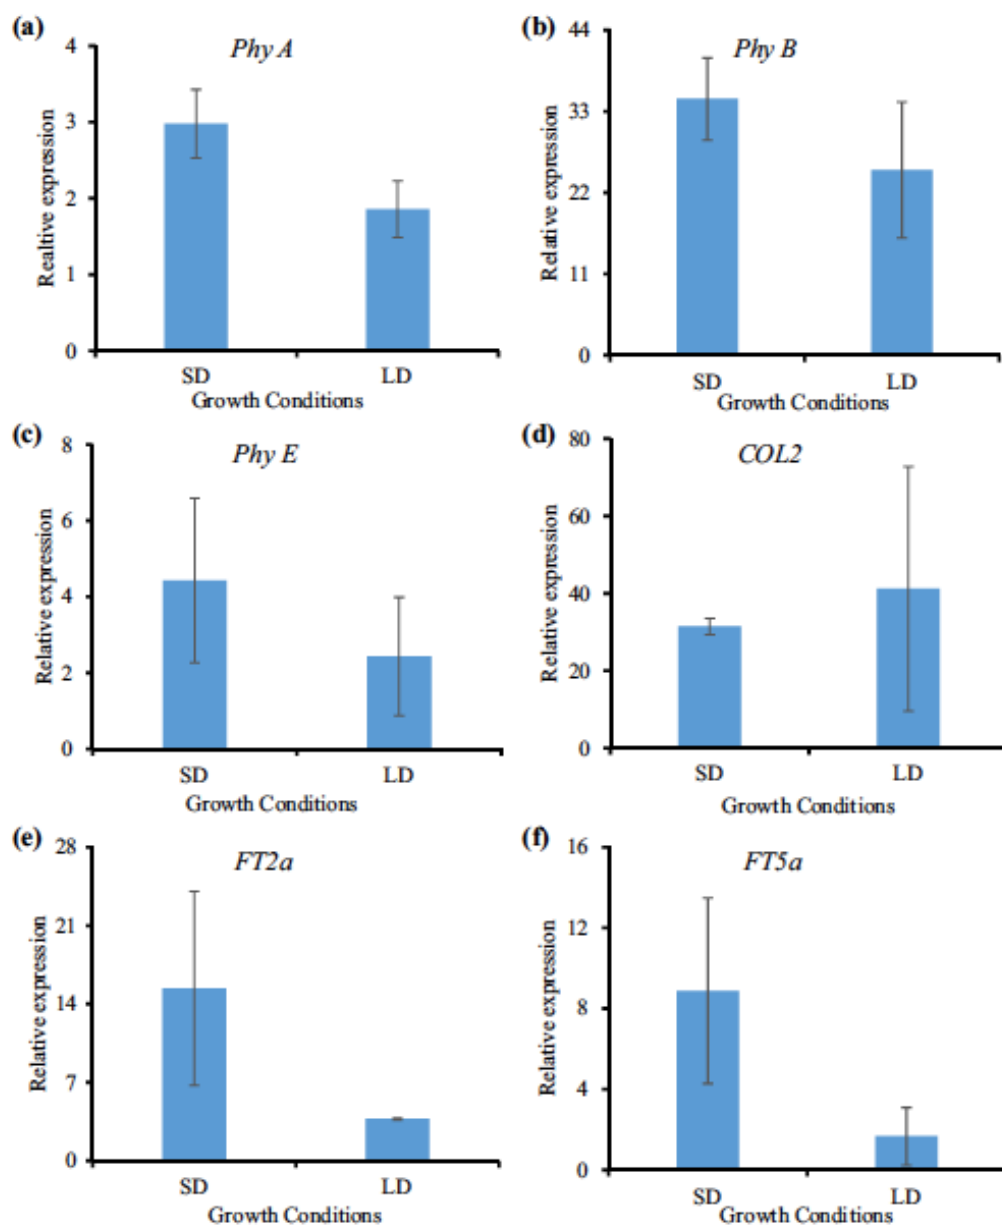 (a)
Phy A
Realtive expression
4
3
2
1
0
SD
LD
Growth Conditions
(b)
Phy B
Relative expression
44
33
22
11
0
SD
LD
Growth Conditions
(c)
Phy E
Relative expression
8
6
4
2
0
SD
LD
Growth Conditions
(d)
COL2
Relative expression
80
60
40
20
0
SD
LD
Growth Conditions
(e)
FT2a
Relative expression
28
21
14
7
0
SD
LD
Growth Conditions
(f)
FT5a
Relative expression
16
12
8
4
0
SD
LD
Growth Conditions